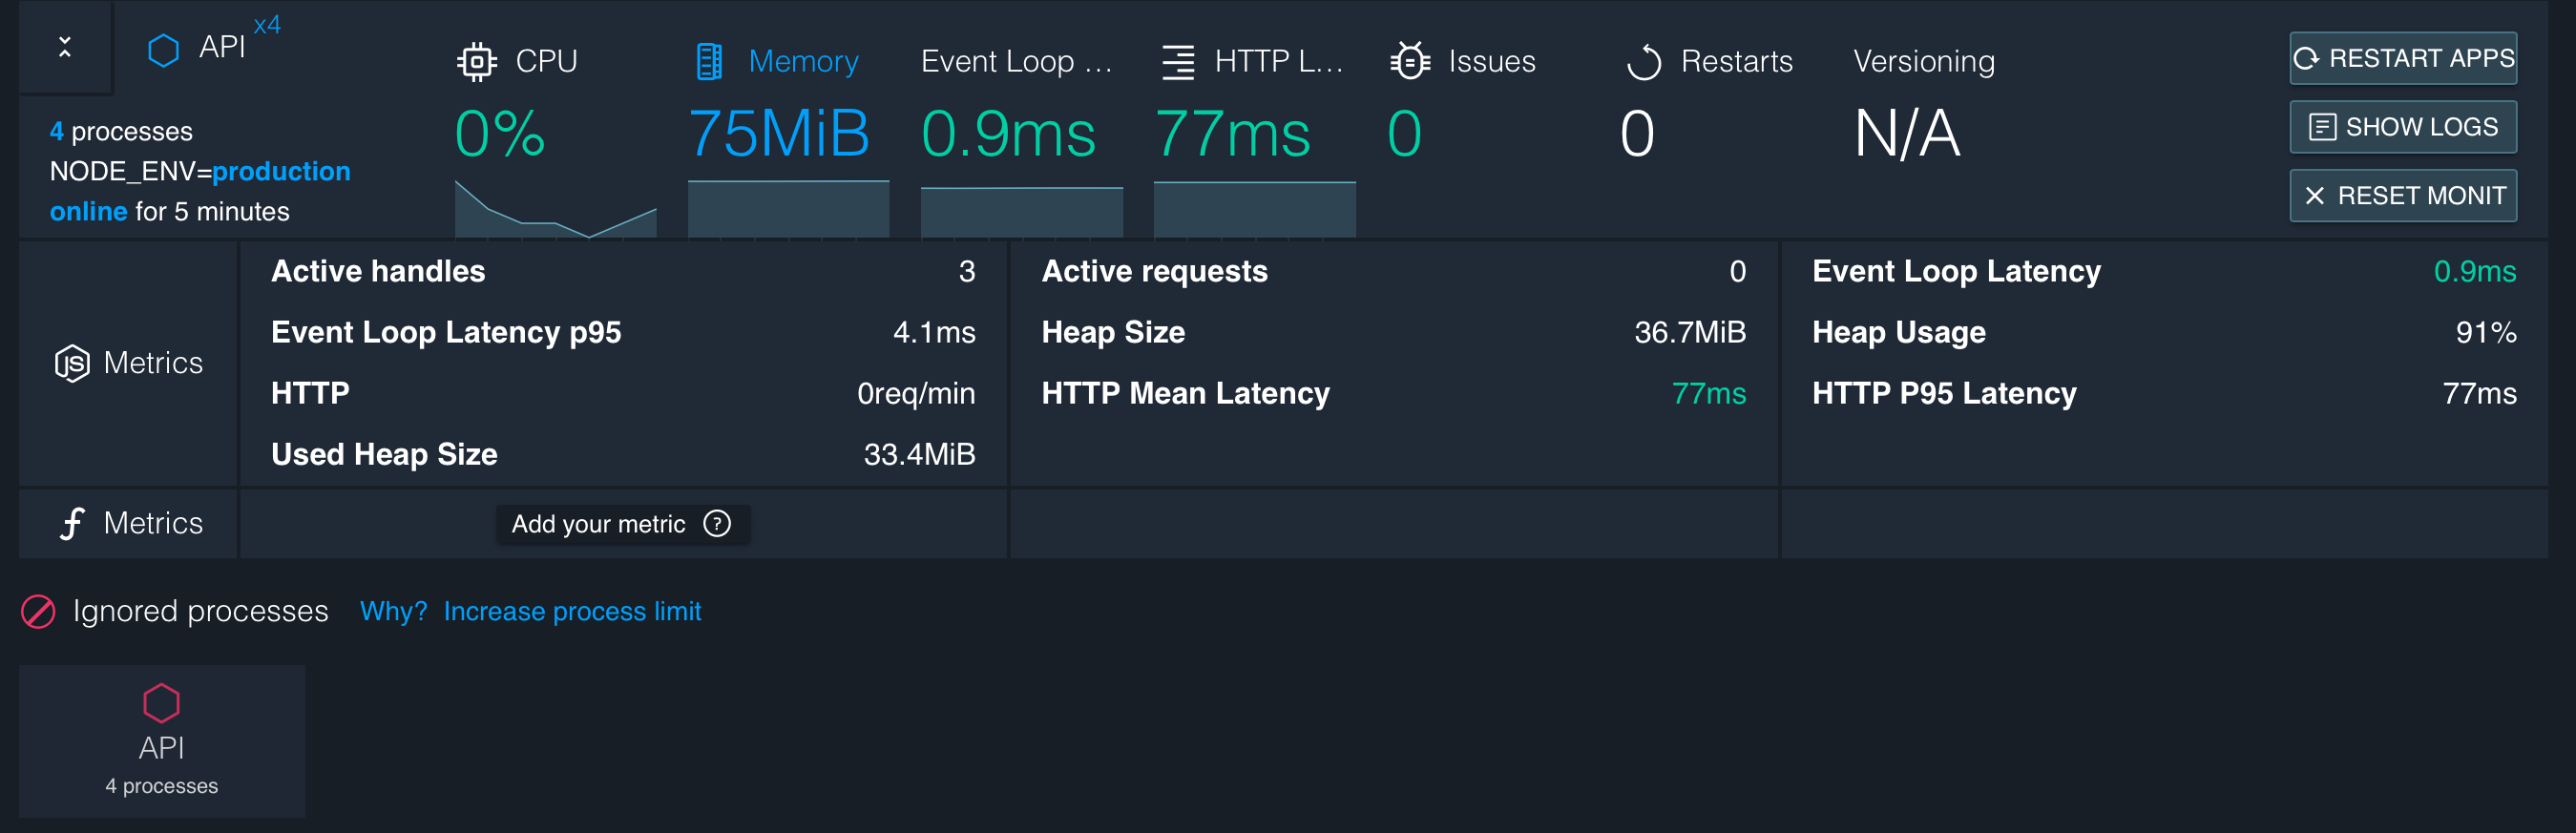 API x4
CPU
Memory
Event Loop ...
HTTP L...
Issues
Restarts
Versioning
RESTART APPS
0%
75MiB
0.9ms
77ms
0
0
N/A
SHOW LOGS
4 processes
NODE_ENV=production
online for 5 minutes
RESET MONIT
JS Metrics
Active handles 3
Active requests 0
Event Loop Latency 0.9ms
Event Loop Latency p95 4.1ms
Heap Size 36.7MiB
Heap Usage 91%
HTTP 0req/min
HTTP Mean Latency 77ms
HTTP P95 Latency 77ms
Used Heap Size 33.4MiB
Metrics
Add your metric ?
Ignored processes Why? Increase process limit
API
4 processes